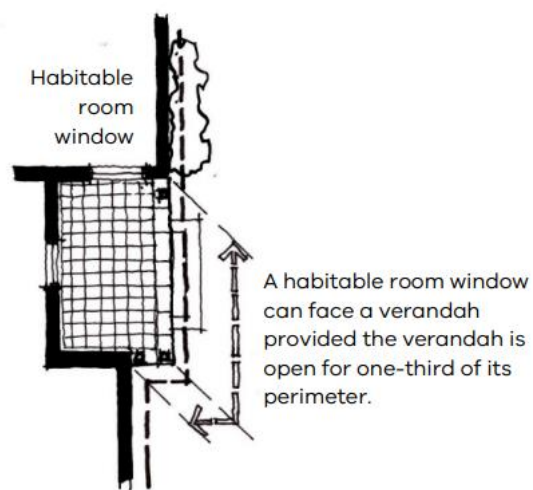 Habitable
room
window
A habitable room window
can face a verandah
provided the verandah is
open for one-third of its
perimeter.